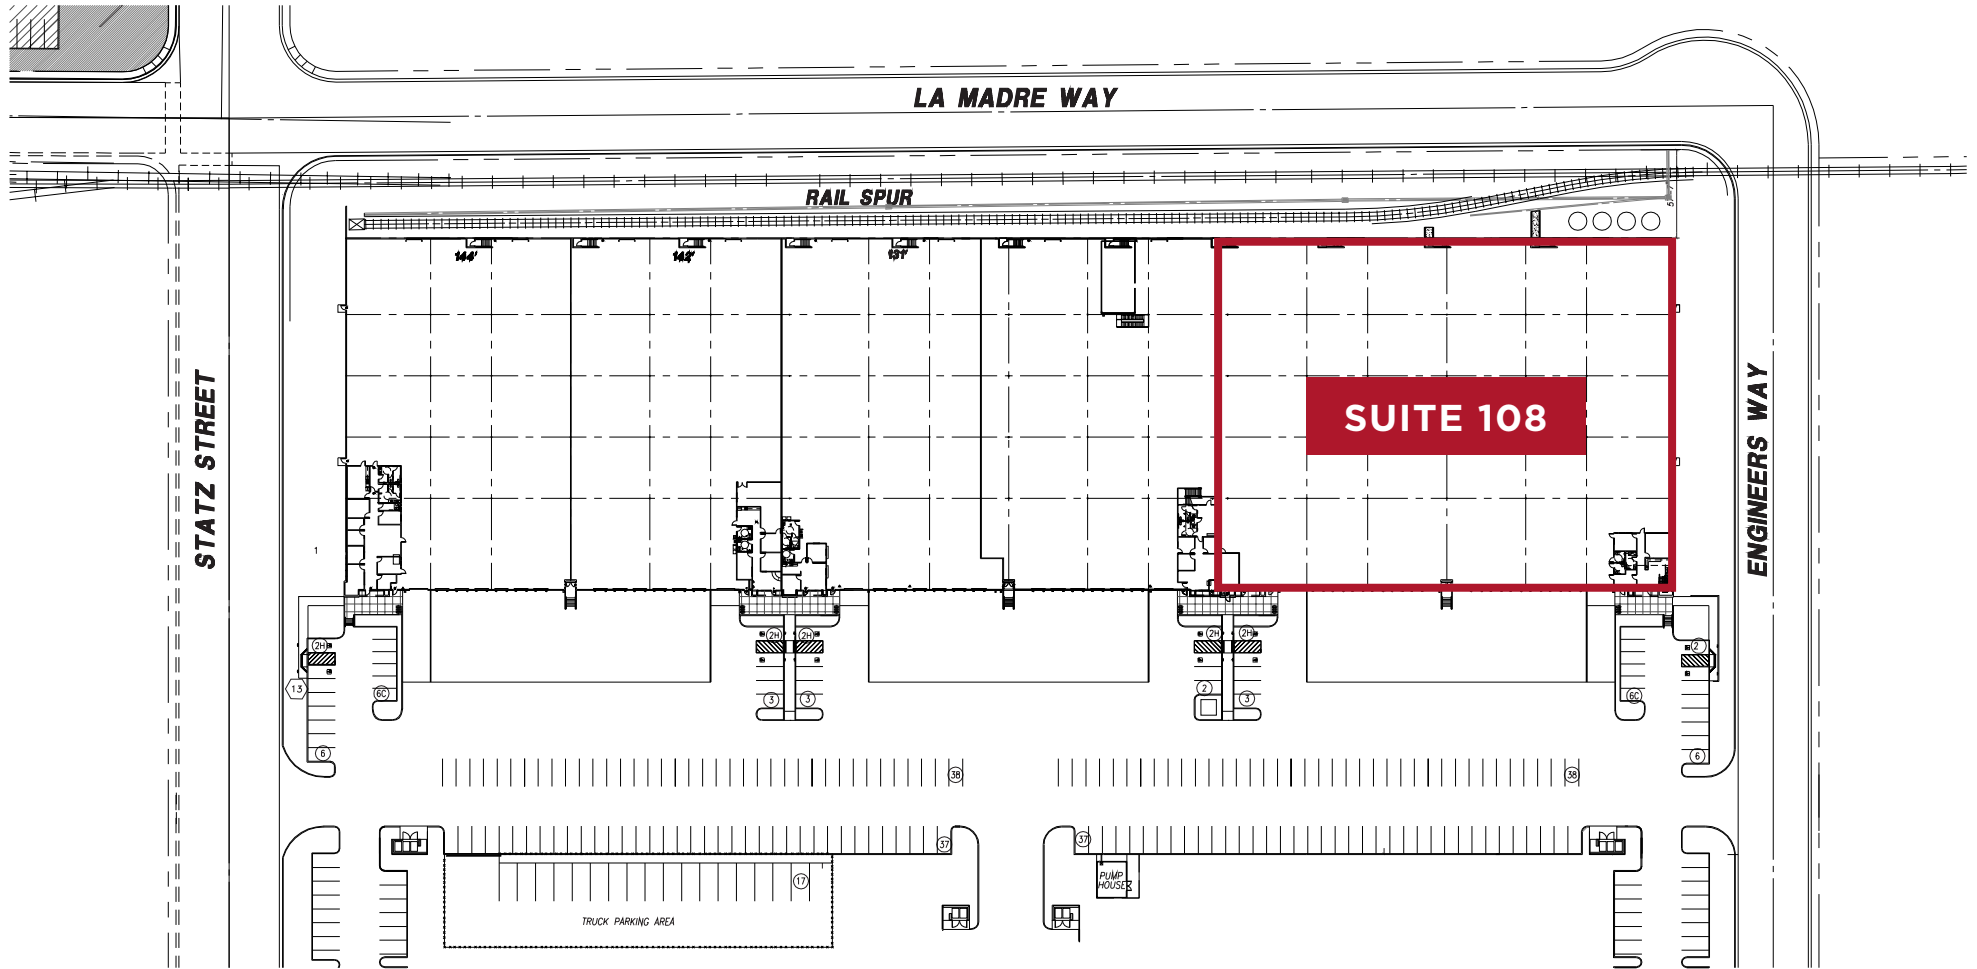 LA MADRE WAY
RAIL SPUR
144'
142'
131'
STATZ STREET
SUITE 108
ENGINEERS WAY
1
2H
2H
2H
2H
2H
2
13
6C
3
3
2
3
6C
6
6
38
38
37
37
17
PUMP
HOUSE
TRUCK PARKING AREA